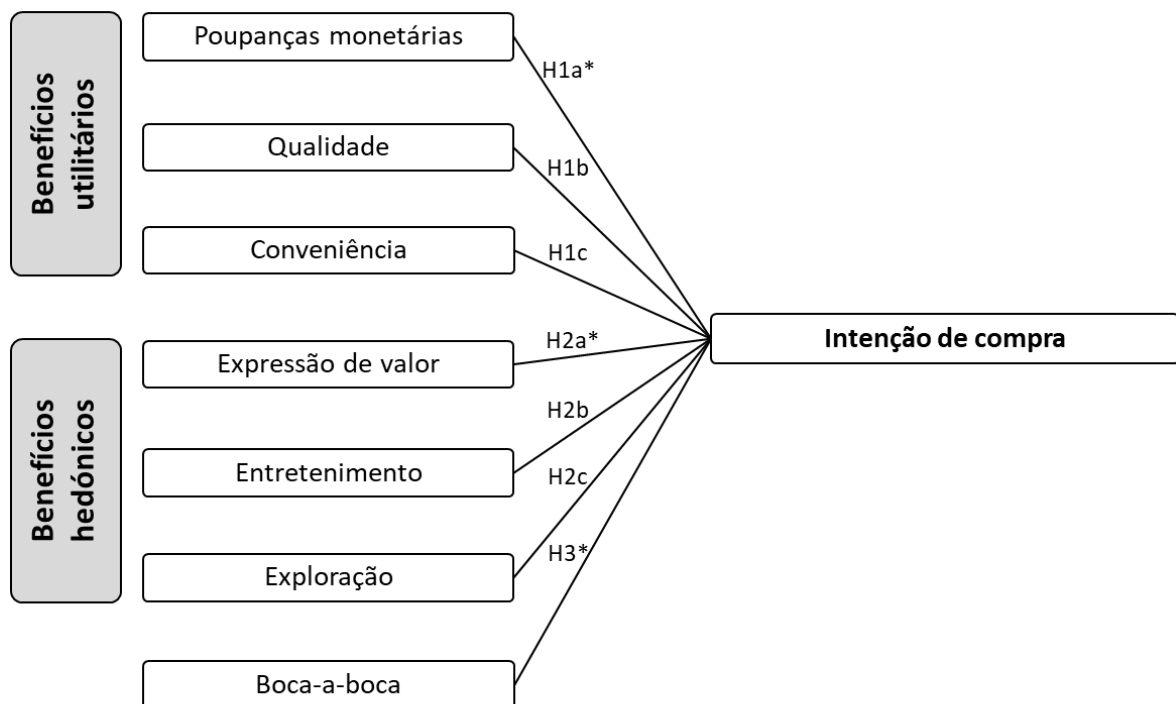 Benefícios
utilitários
Poupanças monetárias
H1a*
Qualidade
H1b
Conveniência
H1c
Intenção de compra
Benefícios
hedónicos
Expressão de valor
H2a*
Entretenimento
H2b
Exploração
H2c
Boca-a-boca
H3*